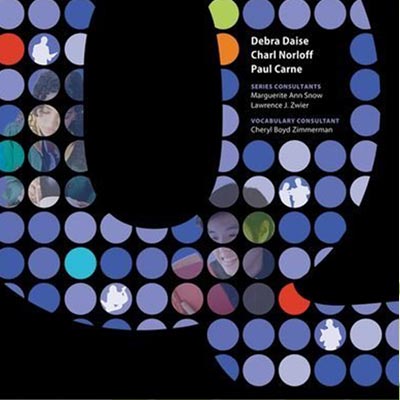 Debra Daise
Charl Norloff
Paul Carne
SERIES CONSULTANTS
Marguerite Ann Snow
Lawrence J. Zwier
VOCABULARY CONSULTANT
Cheryl Boyd Zimmerman